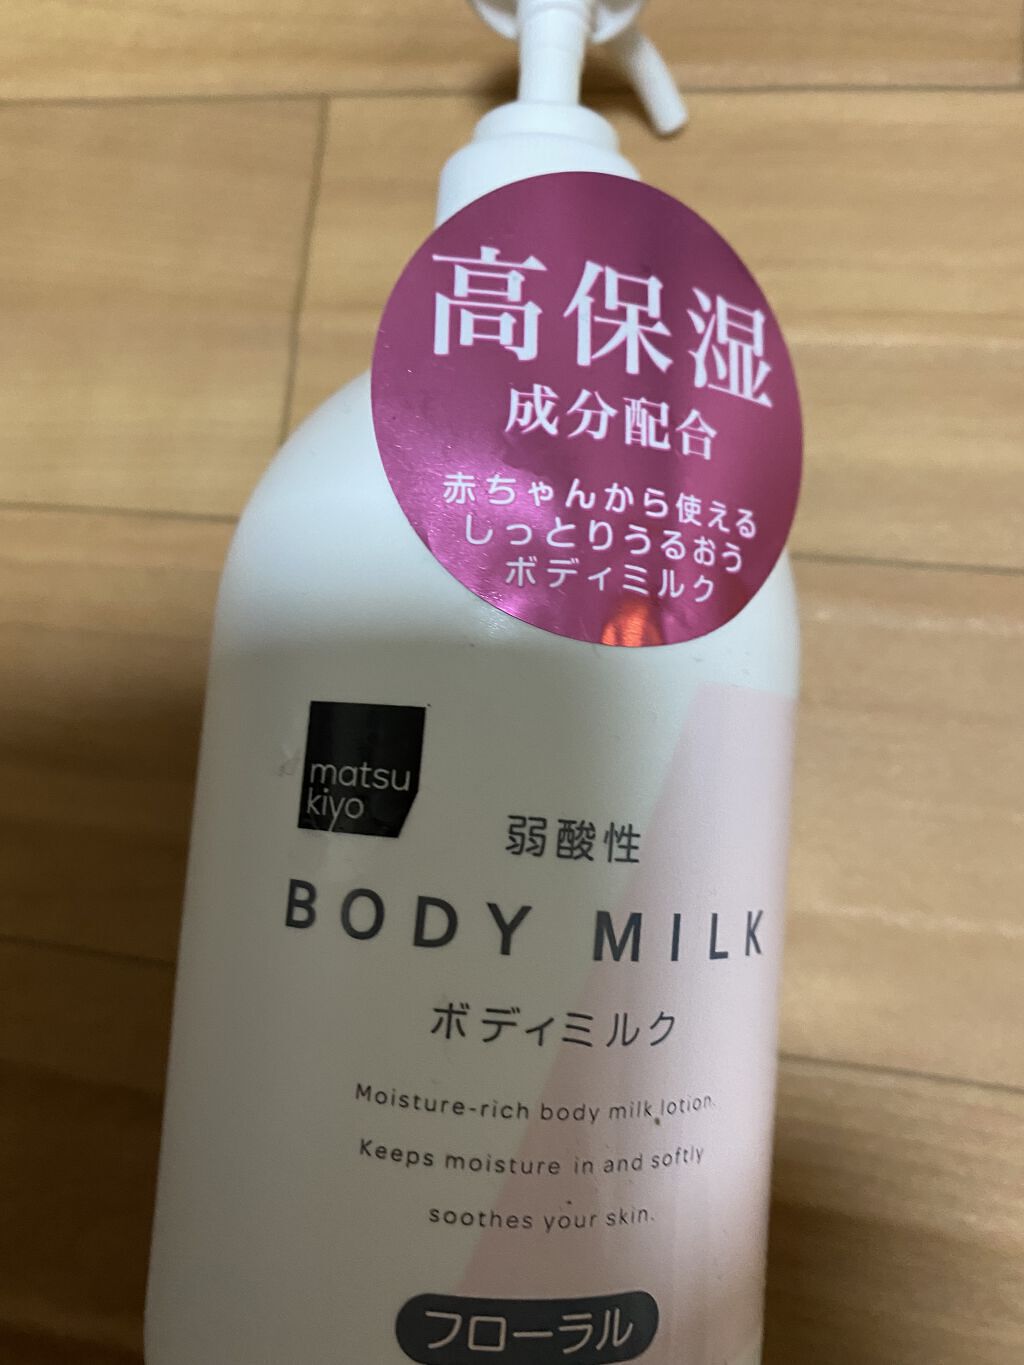 高保湿
成分配合
赤ちゃんから使える
しっとりうるおう
ボディミルク
matsu
kiyo
弱酸性
BODY MILK
ボディミルク
Moisture-rich body milk lotion.
Keeps moisture in and softly
soothes your skin.
フローラル